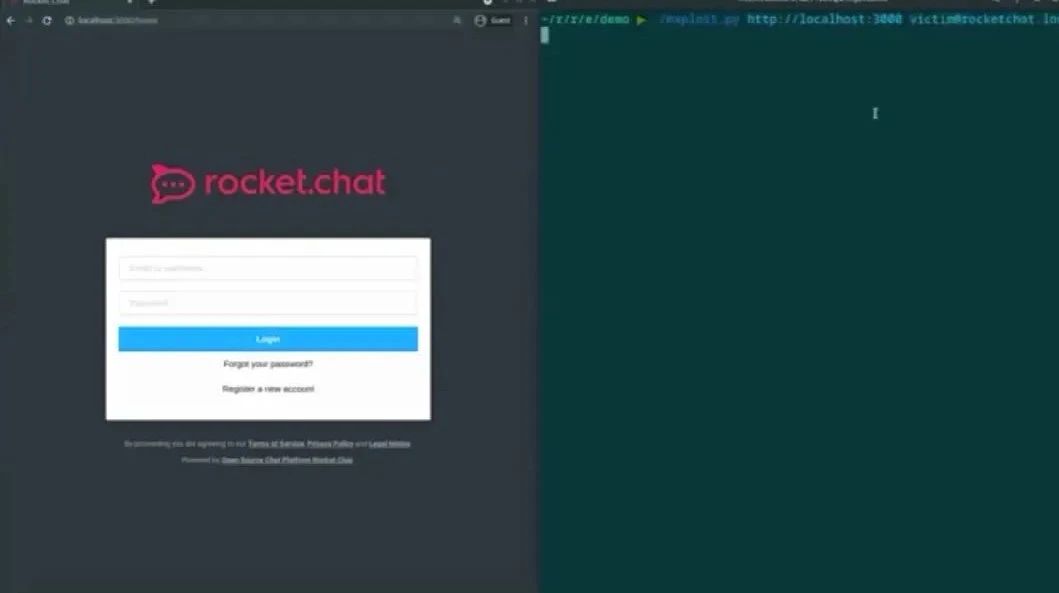 Rocket.Chat
localhost:3000/home
Guest
~/r/r/e/demo ./exploit.py http://localhost:3000 victim@rocketchat.lo
rocket.chat
Email or username
Password
Login
Forgot your password?
Register a new account
By proceeding you are agreeing to our Terms of Service, Privacy Policy and Legal Notice
Powered by Open Source Chat Platform Rocket.Chat